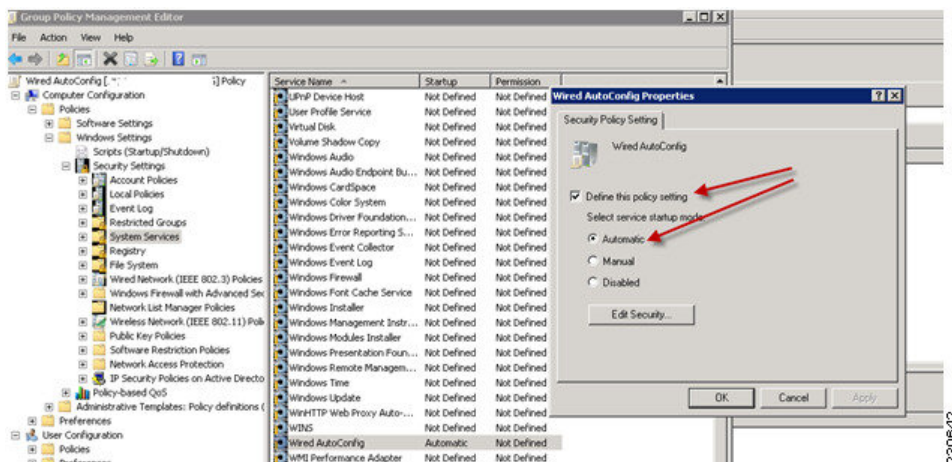 Group Policy Management Editor
File Action View Help
Wired AutoConfig [. Policy
Computer Configuration
Policies
Software Settings
Windows Settings
Scripts (Startup/Shutdown)
Security Settings
Account Policies
Local Policies
Event Log
Restricted Groups
System Services
Registry
File System
Wired Network (IEEE 802.3) Policies
Windows Firewall with Advanced Sec
Network List Manager Policies
Wireless Network (IEEE 802.11) Poli
Public Key Policies
Software Restriction Policies
Network Access Protection
IP Security Policies on Active Directo
Policy-based QoS
Administrative Templates: Policy definitions (
Preferences
User Configuration
Policies
Preferences
Service Name Startup Permission
UPnP Device Host Not Defined Not Defined
User Profile Service Not Defined Not Defined
Virtual Disk Not Defined Not Defined
Volume Shadow Copy Not Defined Not Defined
Windows Audio Not Defined Not Defined
Windows Audio Endpoint Bu... Not Defined Not Defined
Windows CardSpace Not Defined Not Defined
Windows Color System Not Defined Not Defined
Windows Driver Foundation... Not Defined Not Defined
Windows Error Reporting S... Not Defined Not Defined
Windows Event Collector Not Defined Not Defined
Windows Event Log Not Defined Not Defined
Windows Firewall Not Defined Not Defined
Windows Font Cache Service Not Defined Not Defined
Windows Installer Not Defined Not Defined
Windows Management Instr... Not Defined Not Defined
Windows Modules Installer Not Defined Not Defined
Windows Presentation Foun... Not Defined Not Defined
Windows Remote Managem... Not Defined Not Defined
Windows Time Not Defined Not Defined
Windows Update Not Defined Not Defined
WinHTTP Web Proxy Auto-... Not Defined Not Defined
WINS Not Defined Not Defined
Wired AutoConfig Automatic Not Defined
WMI Performance Adapter Not Defined Not Defined
Wired AutoConfig Properties
Security Policy Setting
Wired AutoConfig
Define this policy setting
Select service startup mode:
Automatic
Manual
Disabled
Edit Security...
OK Cancel Apply